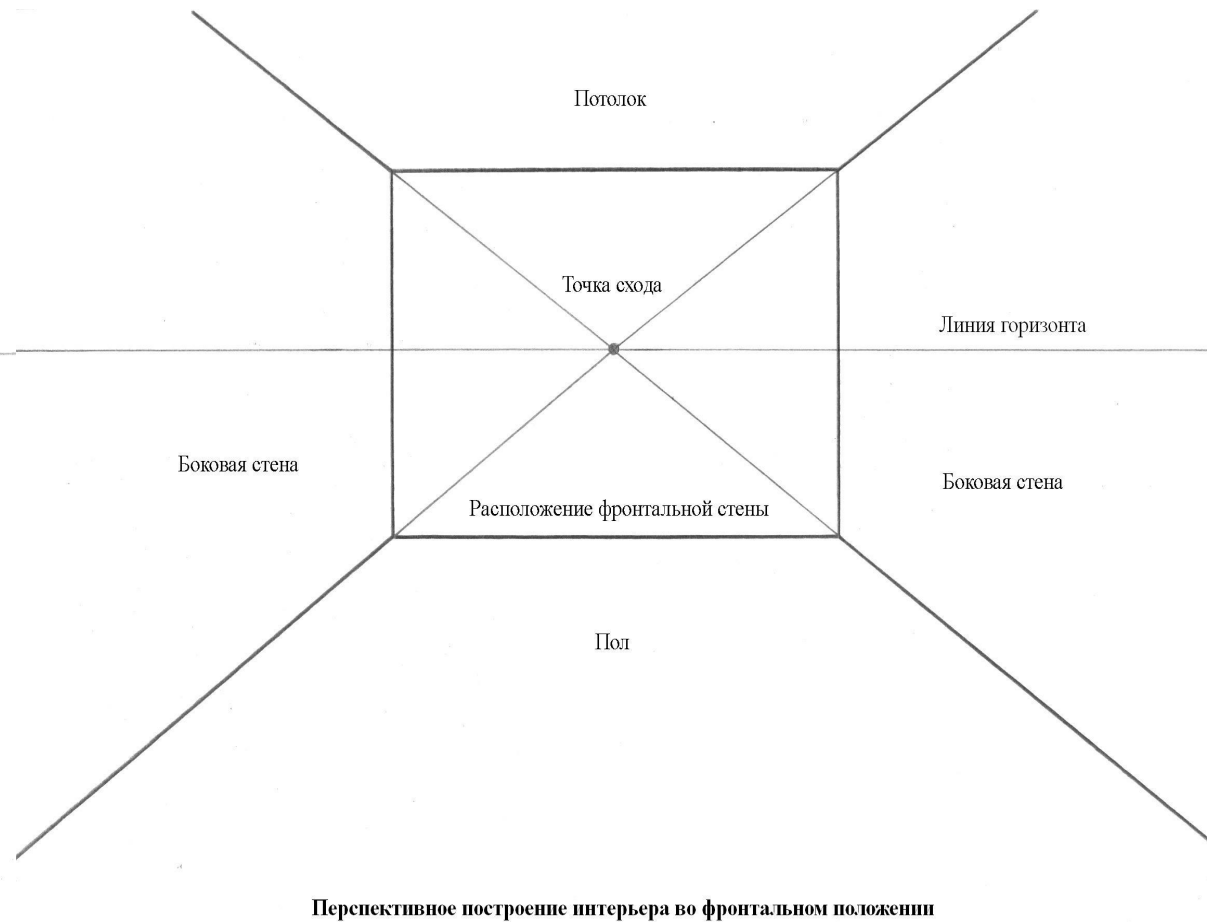 Потолок
Точка схода
Линия горизонта
Боковая стена
Боковая стена
Расположение фронтальной стены
Пол
Перспективное построение интерьера во фронтальном положении